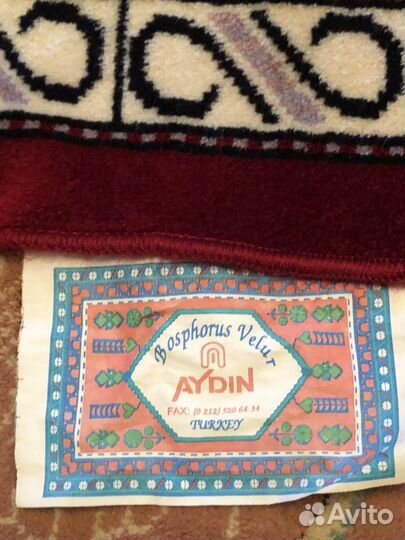 Bosphorus Velur
AYDIN
FAX: (0 212) 520 64 34
TURKEY
Avito